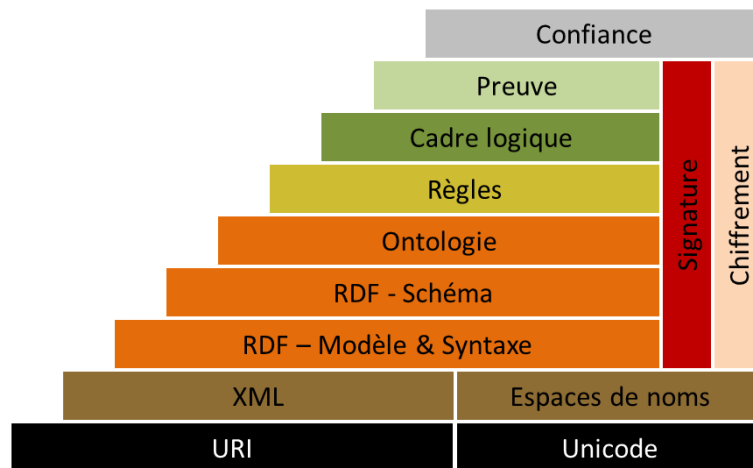 Confiance
Preuve
Cadre logique
Règles
Ontologie
RDF - Schéma
RDF – Modèle & Syntaxe
Signature
Chiffrement
XML
Espaces de noms
URI
Unicode